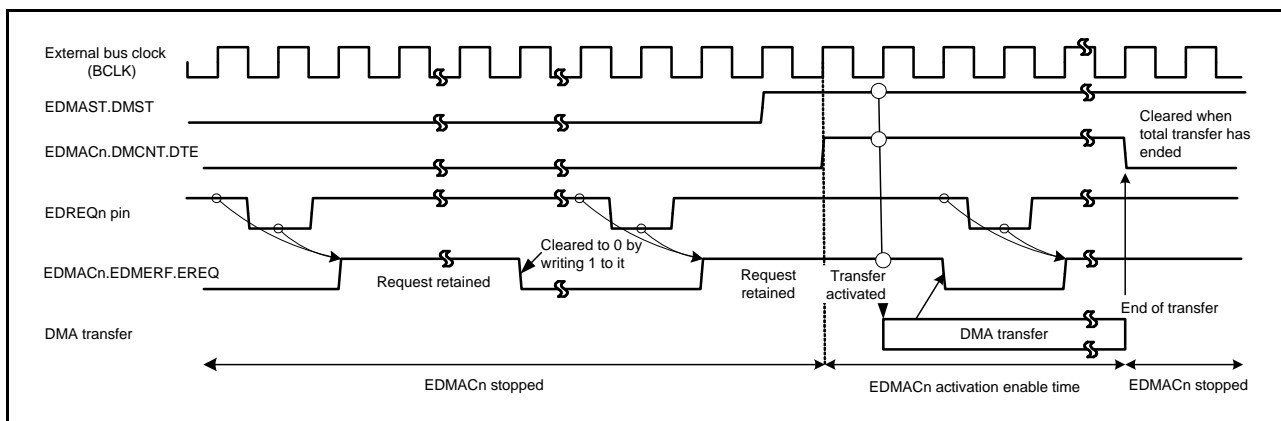 External bus clock
(BCLK)
EDMAST.DMST
Cleared when
total transfer has
ended
EDMACn.DMCNT.DTE
EDREQn pin
Cleared to 0 by
writing 1 to it
EDMACn.EDMERF.EREQ
Request retained
Request
retained
Transfer
activated
End of transfer
DMA transfer
DMA transfer
EDMACn stopped
EDMACn activation enable time
EDMACn stopped